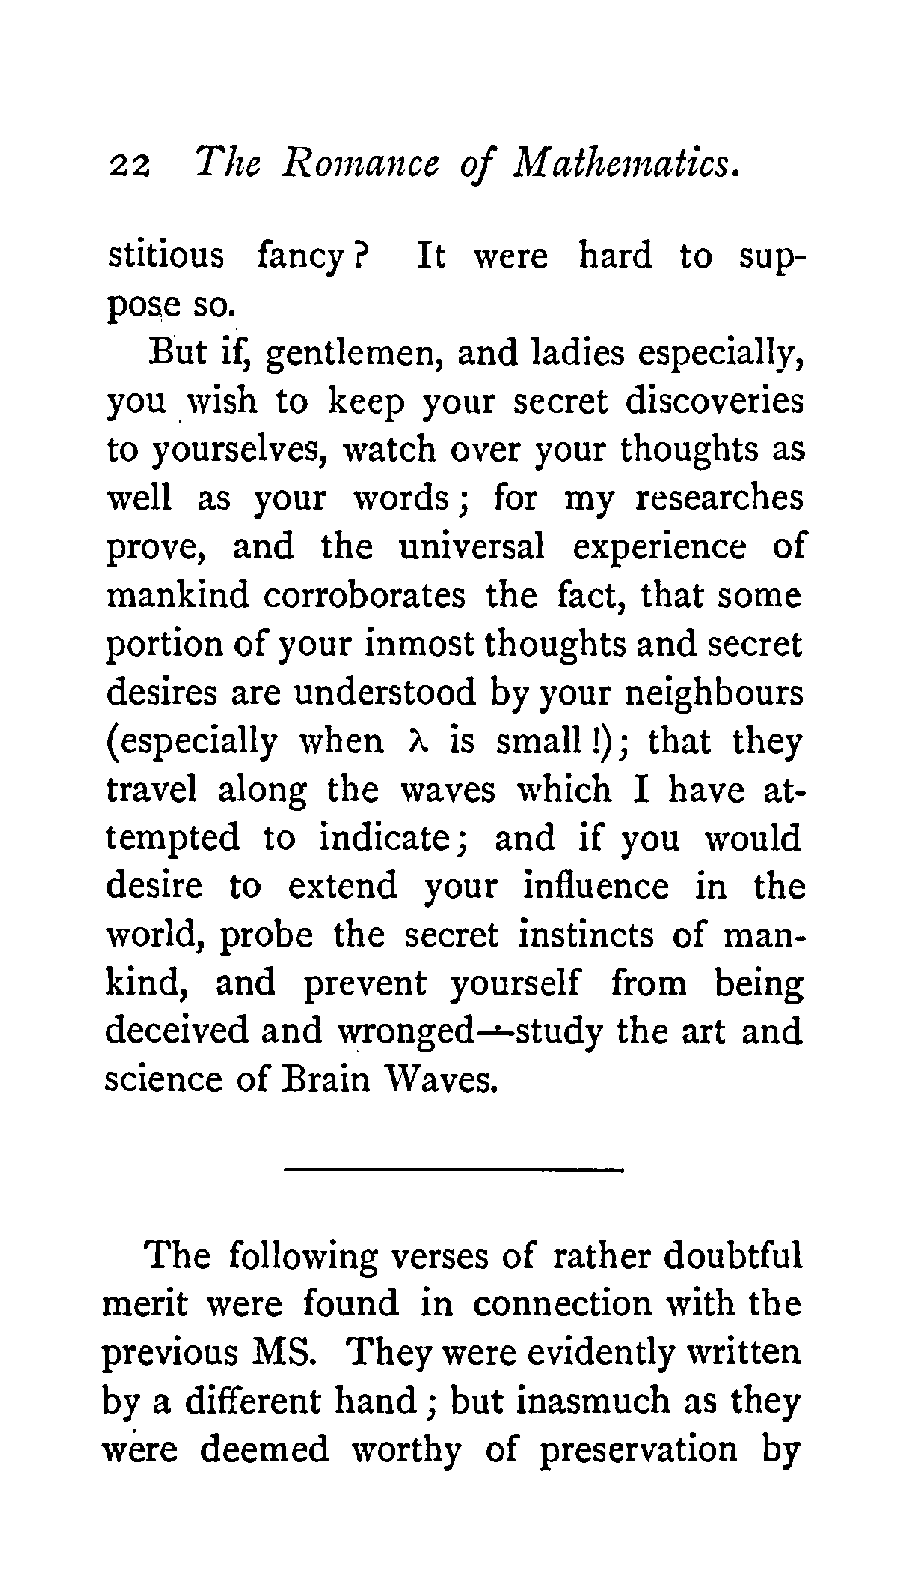 22 The Romance of Mathematics.
stitious fancy? It were hard to sup-
pose so.
But if, gentlemen, and ladies especially,
you wish to keep your secret discoveries
to yourselves, watch over your thoughts as
well as your words; for my researches
prove, and the universal experience of
mankind corroborates the fact, that some
portion of your inmost thoughts and secret
desires are understood by your neighbours
(especially when λ is small!); that they
travel along the waves which I have at-
tempted to indicate; and if you would
desire to extend your influence in the
world, probe the secret instincts of man-
kind, and prevent yourself from being
deceived and wronged—study the art and
science of Brain Waves.
The following verses of rather doubtful
merit were found in connection with the
previous MS. They were evidently written
by a different hand; but inasmuch as they
were deemed worthy of preservation by